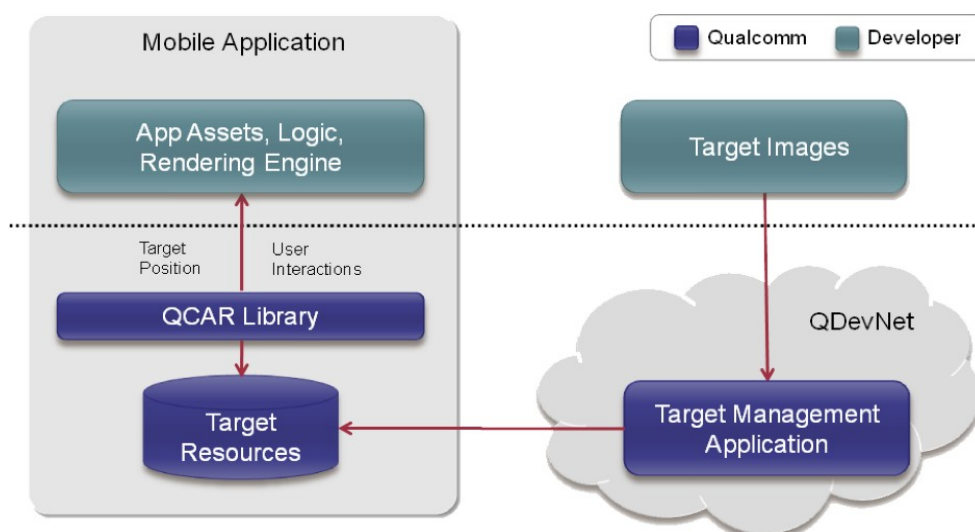 Mobile Application
Qualcomm
Developer
App Assets, Logic,
Rendering Engine
Target Images
Target
Position
User
Interactions
QCAR Library
QDevNet
Target
Resources
Target Management
Application